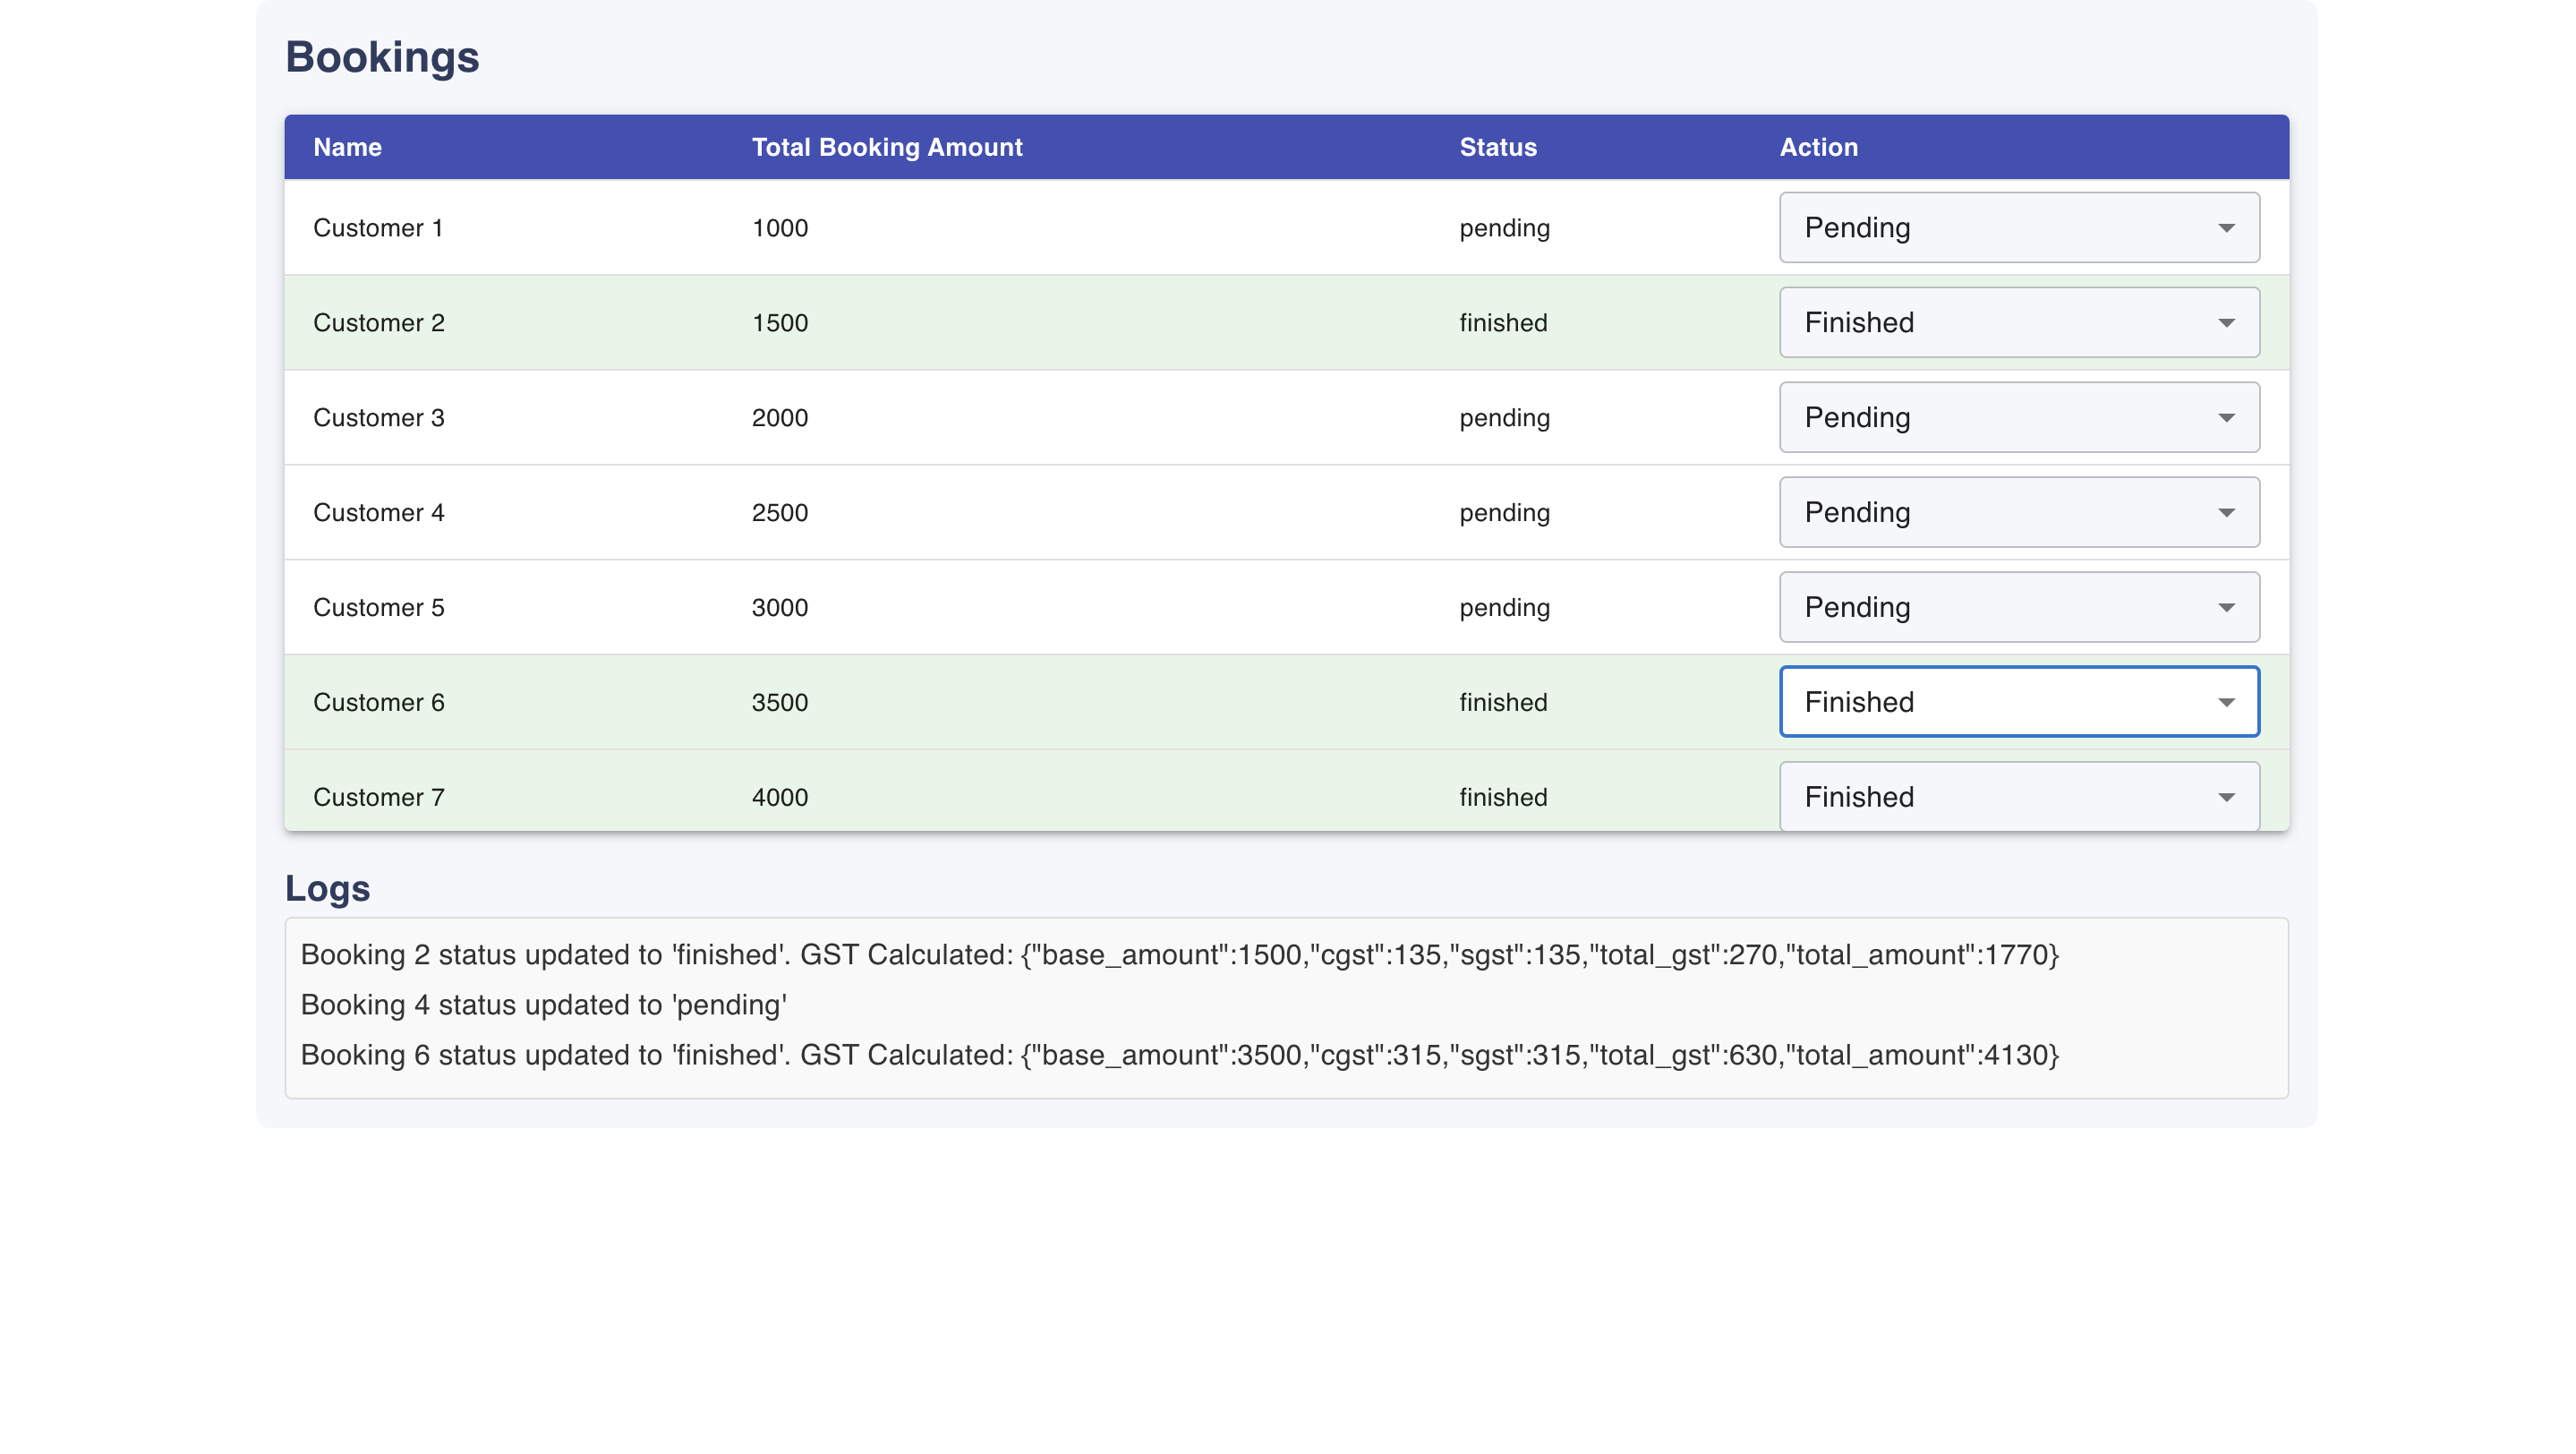 Bookings
Name Total Booking Amount Status Action
Customer 1 1000 pending Pending
Customer 2 1500 finished Finished
Customer 3 2000 pending Pending
Customer 4 2500 pending Pending
Customer 5 3000 pending Pending
Customer 6 3500 finished Finished
Customer 7 4000 finished Finished
Logs
Booking 2 status updated to 'finished'. GST Calculated: {"base_amount":1500,"cgst":135,"sgst":135,"total_gst":270,"total_amount":1770}
Booking 4 status updated to 'pending'
Booking 6 status updated to 'finished'. GST Calculated: {"base_amount":3500,"cgst":315,"sgst":315,"total_gst":630,"total_amount":4130}